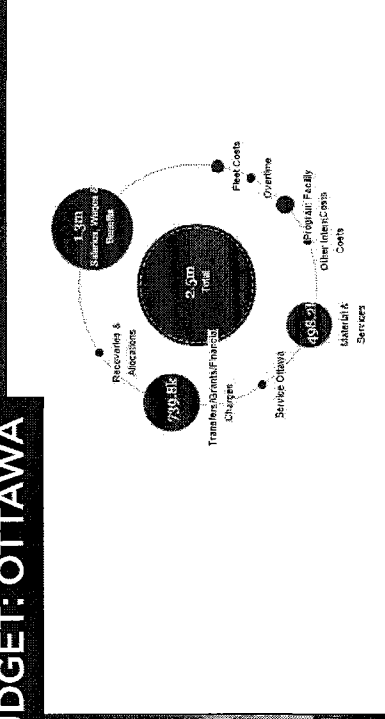 DGET: OTTAWA
1.3m
Salaries, Wages &
Benefits
Recoveries &
Allocations
739.8k
Transfers/Grants/Financial
Charges
2.5m
Total
Fleet Costs
Overtime
Program Facility
Costs
Other Intern Costs
498.2k
Material &
Services
Service Ottawa